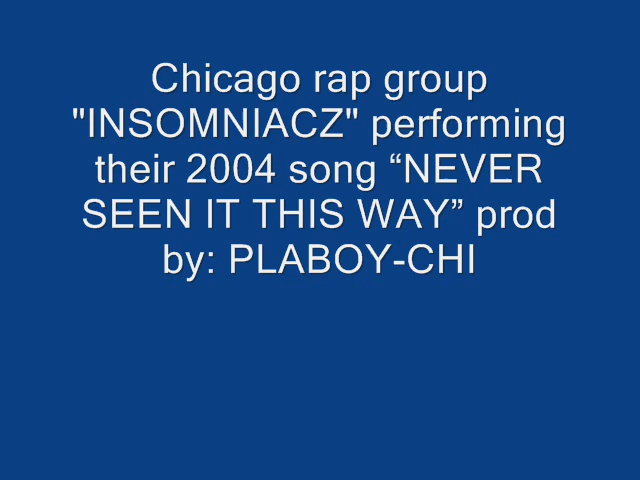 Chicago rap group
"INSOMNIACZ" performing
their 2004 song “NEVER
SEEN IT THIS WAY” prod
by: PLABOY-CHI